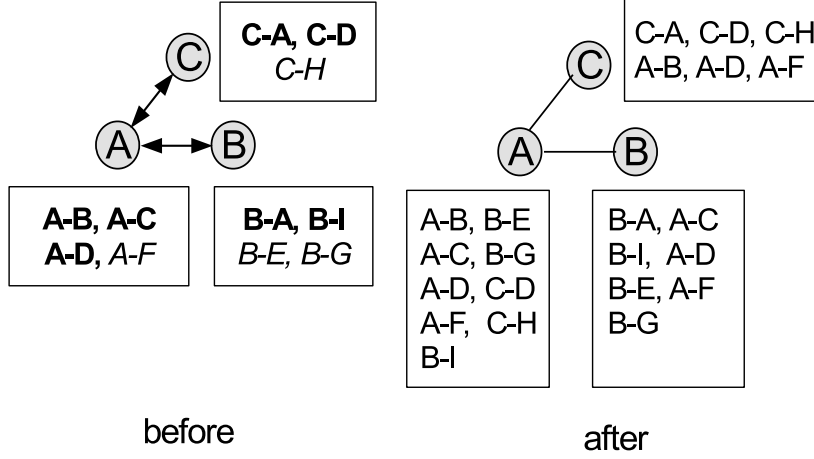 C
C-A, C-D
C-H
A
B
A-B, A-C
A-D, A-F
B-A, B-I
B-E, B-G
before
C
C-A, C-D, C-H
A-B, A-D, A-F
A
B
A-B, B-E
A-C, B-G
A-D, C-D
A-F, C-H
B-I
B-A, A-C
B-I, A-D
B-E, A-F
B-G
after